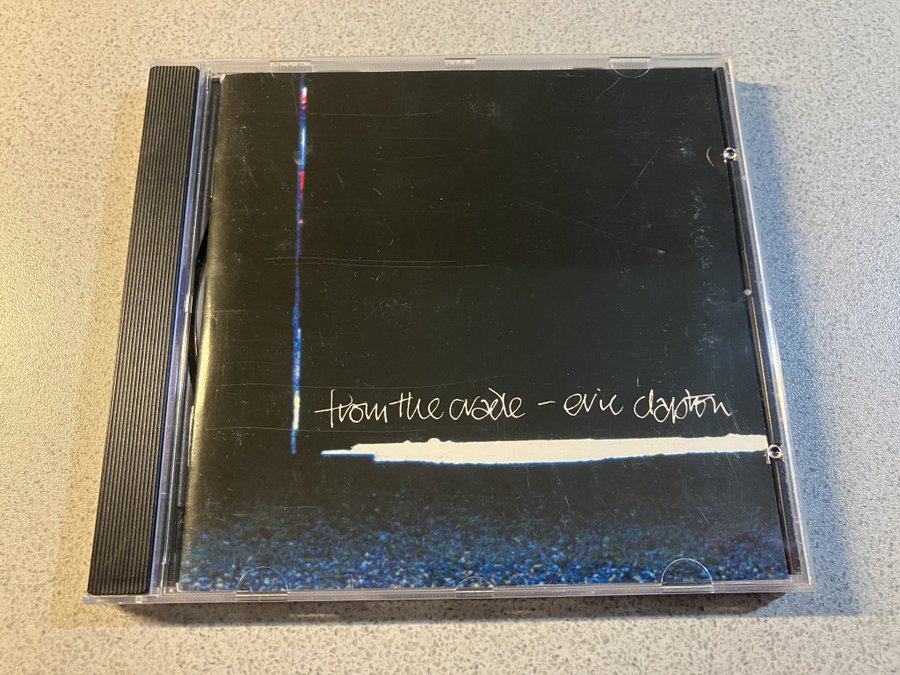 from the cradle - eric clapton